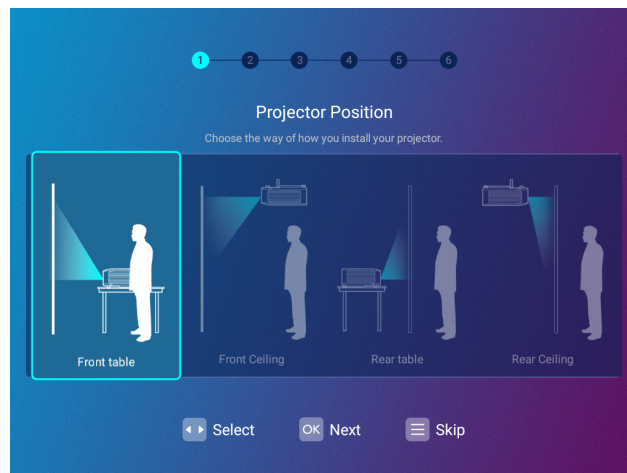 1 2 3 4 5 6
Projector Position
Choose the way of how you install your projector.
Front table Front Ceiling Rear table Rear Ceiling
Select OK Next Skip